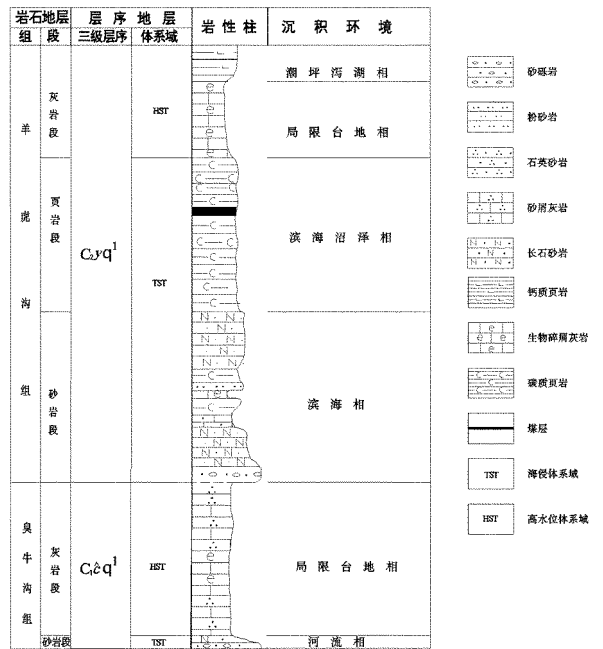 岩石地层 层序地层 岩性柱 沉积环境
组 段 三级层序 体系域
羊虎沟组
灰岩段
页岩段
砂岩段
C₂yq¹
HST
TST
潮坪泻湖相
局限台地相
滨海沼泽相
滨海相
臭牛沟组
灰岩段
砂岩段
C₁ĉq¹
HST
TST
局限台地相
河流相
砂砾岩
粉砂岩
石英砂岩
砂屑灰岩
长石砂岩
钙质页岩
生物碎屑灰岩
碳质页岩
煤层
TST 海侵体系域
HST 高水位体系域